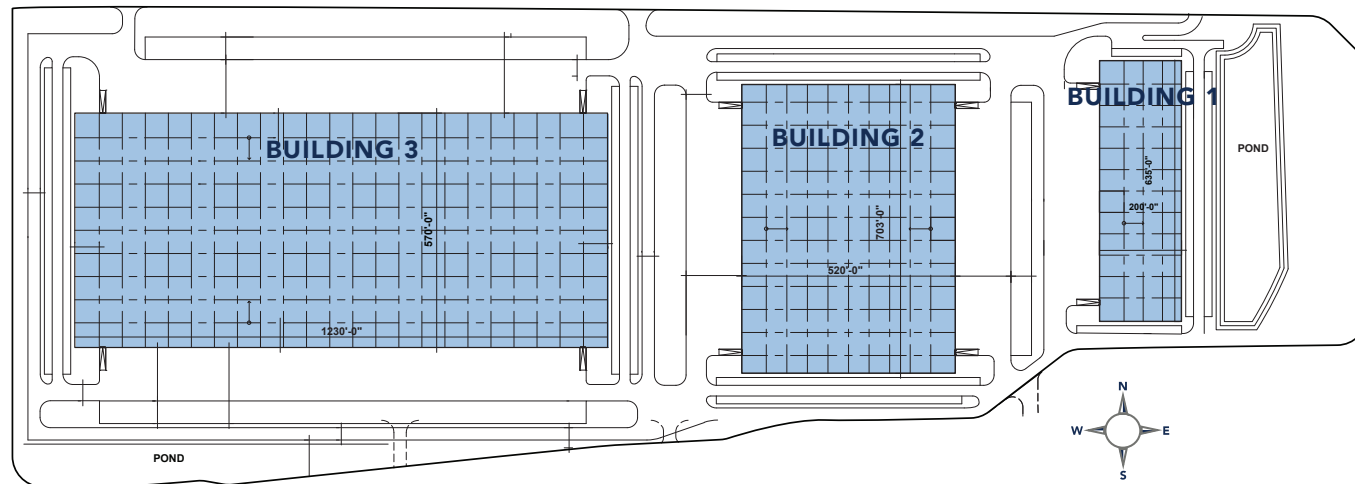 BUILDING 3
570'-0"
1230'-0"
BUILDING 2
703'-0"
520'-0"
BUILDING 1
635'-0"
200'-0"
POND
POND
N
W
E
S